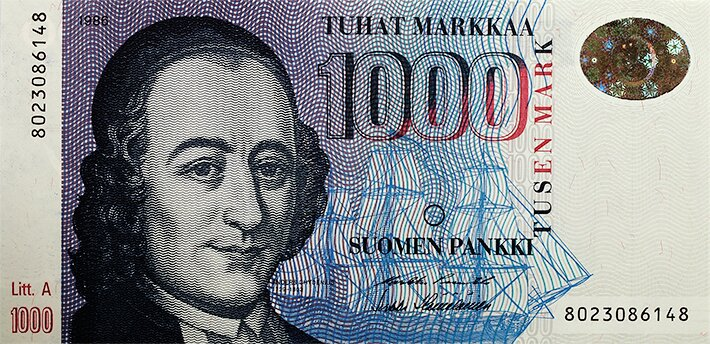 8023086148
1986
TUHAT MARKKAA
1000
TUSEN MARK
SUOMEN PANKKI
Litt. A
1000
8023086148